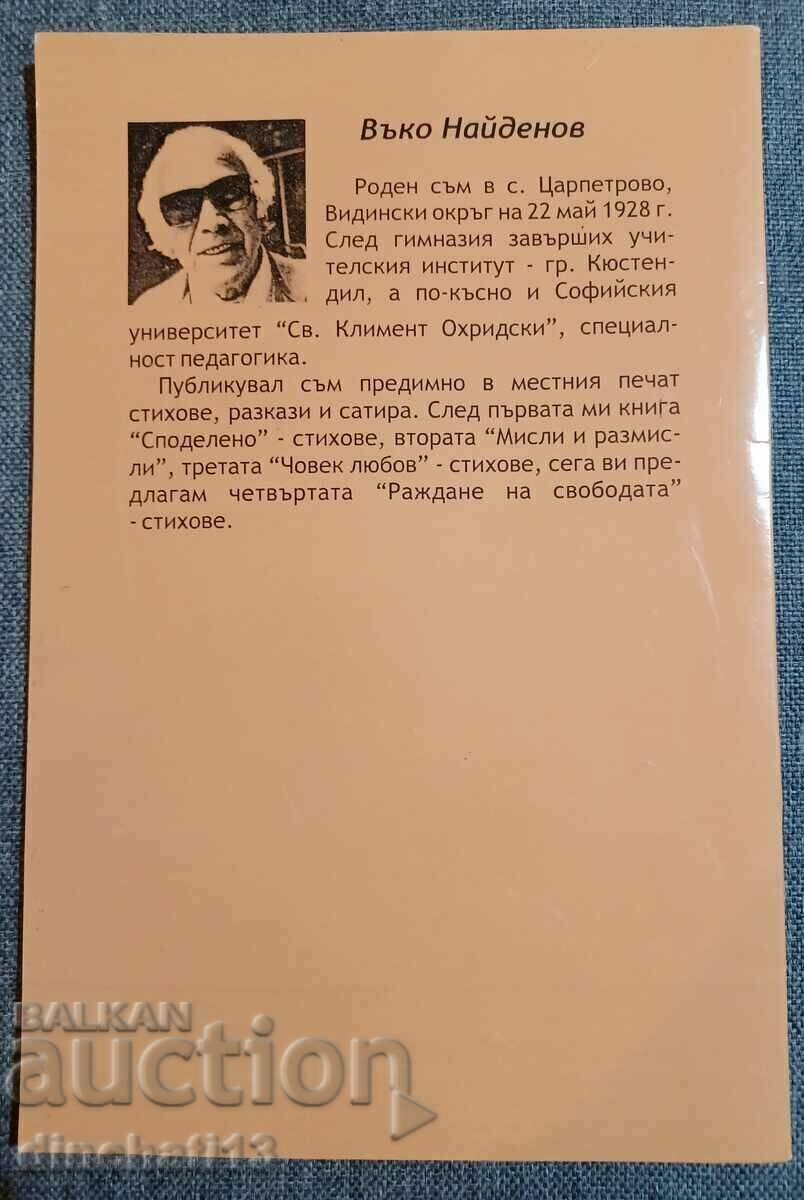 Въко Найденов
Роден съм в с. Царпетрово,
Видински окръг на 22 май 1928 г.
След гимназия завърших учи-
телския институт - гр. Кюстен-
дил, а по-късно и Софийския
университет “Св. Климент Охридски”, специал-
ност педагогика.
Публикувал съм предимно в местния печат
стихове, разкази и сатира. След първата ми книга
“Споделено” - стихове, втората “Мисли и размис-
ли”, третата “Човек любов” - стихове, сега ви пре-
длагам четвъртата “Раждане на свободата”
- стихове.
BALKAN
auction
dinchati13